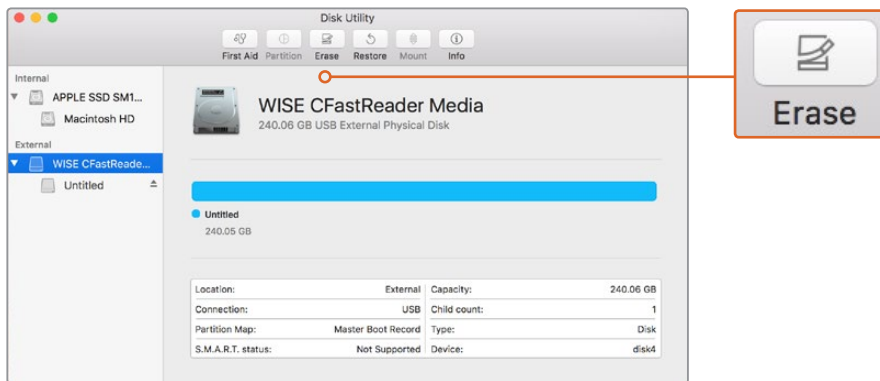 Disk Utility
First Aid Partition Erase Restore Mount Info
Erase
Internal
APPLE SSD SM1...
Macintosh HD
External
WISE CFastReade...
Untitled
WISE CFastReader Media
240.06 GB USB External Physical Disk
Untitled
240.05 GB
Location: External Capacity: 240.06 GB
Connection: USB Child count: 1
Partition Map: Master Boot Record Type: Disk
S.M.A.R.T. status: Not Supported Device: disk4